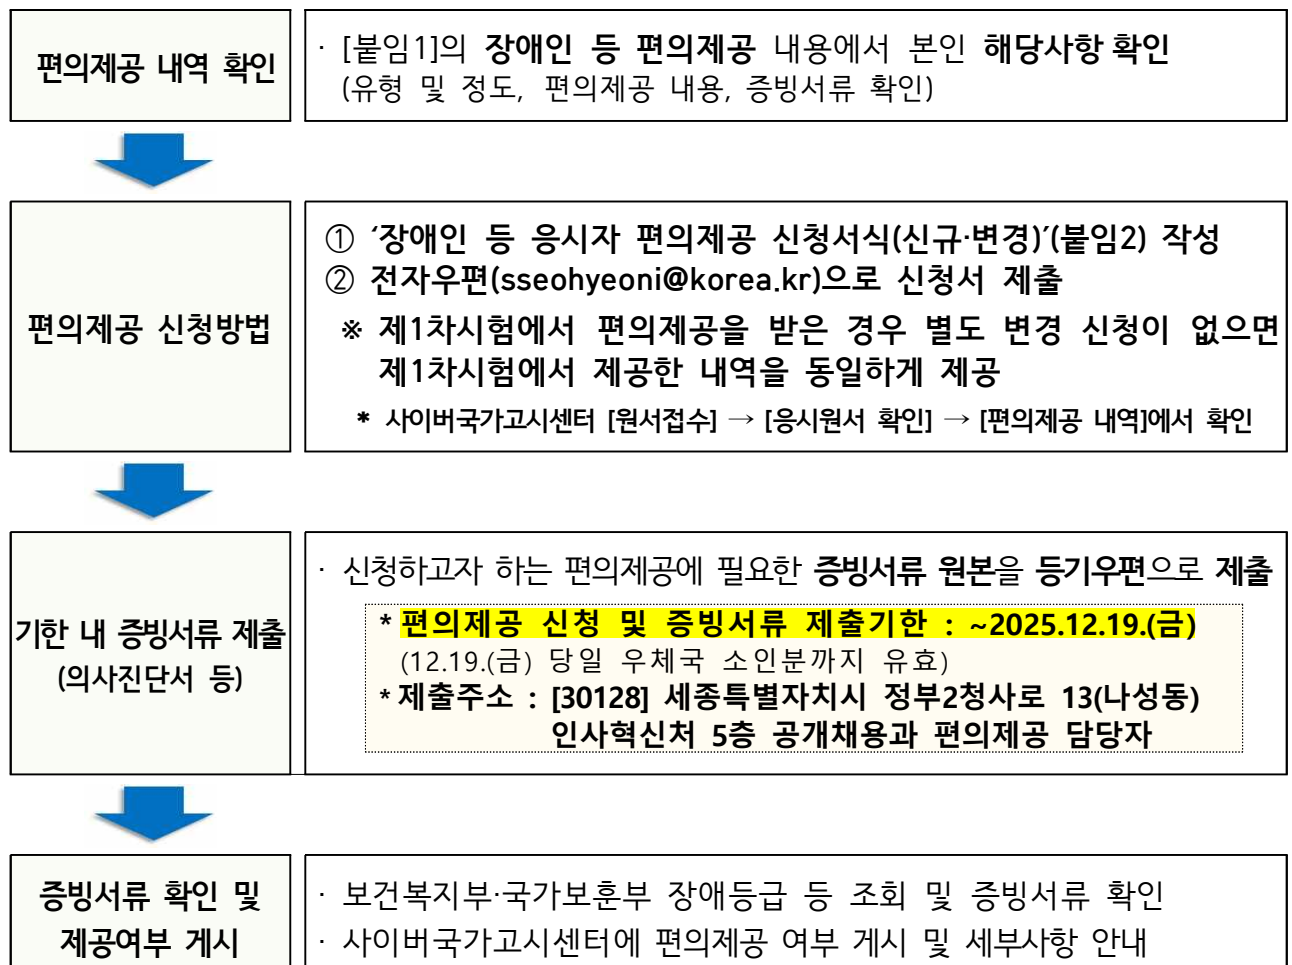 편의제공 내역 확인
· [붙임1]의 장애인 등 편의제공 내용에서 본인 해당사항 확인
(유형 및 정도, 편의제공 내용, 증빙서류 확인)
편의제공 신청방법
① ‘장애인 등 응시자 편의제공 신청서식(신규·변경)’(붙임2) 작성
② 전자우편(sseohyeoni@korea.kr)으로 신청서 제출
※ 제1차시험에서 편의제공을 받은 경우 별도 변경 신청이 없으면
제1차시험에서 제공한 내역을 동일하게 제공
* 사이버국가고시센터 [원서접수] → [응시원서 확인] → [편의제공 내역]에서 확인
기한 내 증빙서류 제출
(의사진단서 등)
· 신청하고자 하는 편의제공에 필요한 증빙서류 원본을 등기우편으로 제출
* 편의제공 신청 및 증빙서류 제출기한 : ~2025.12.19.(금)
(12.19.(금) 당일 우체국 소인분까지 유효)
* 제출주소 : [30128] 세종특별자치시 정부2청사로 13(나성동)
인사혁신처 5층 공개채용과 편의제공 담당자
증빙서류 확인 및
제공여부 게시
· 보건복지부·국가보훈부 장애등급 등 조회 및 증빙서류 확인
· 사이버국가고시센터에 편의제공 여부 게시 및 세부사항 안내